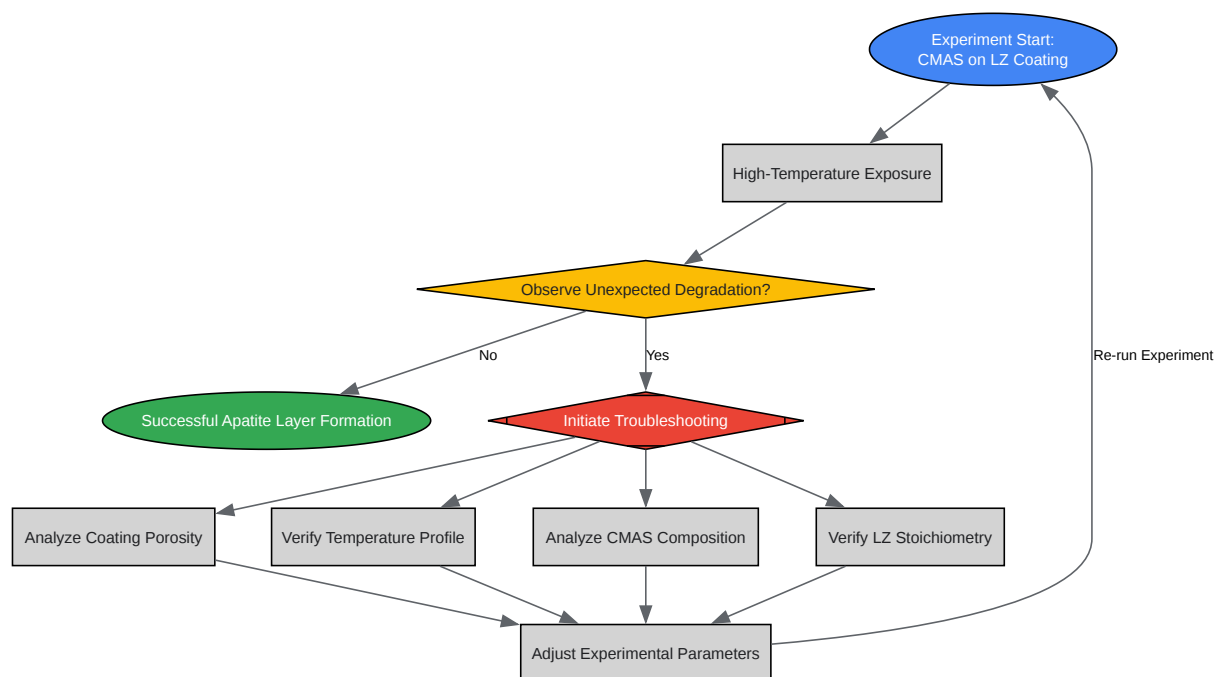 Experiment Start:
CMAS on LZ Coating
High-Temperature Exposure
Observe Unexpected Degradation?
No
Yes
Re-run Experiment
Successful Apatite Layer Formation
Initiate Troubleshooting
Analyze Coating Porosity
Verify Temperature Profile
Analyze CMAS Composition
Verify LZ Stoichiometry
Adjust Experimental Parameters